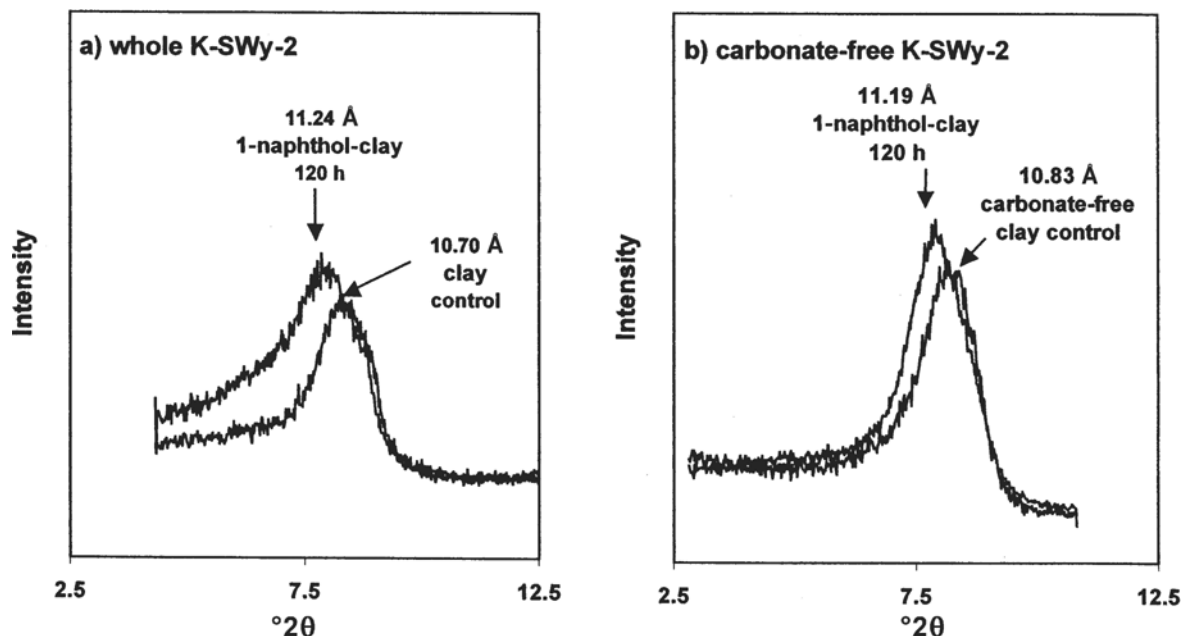 a) whole K-SWy-2
11.24 Å
1-naphthol-clay
120 h
10.70 Å
clay
control
Intensity
2.5
7.5
12.5
°2θ
b) carbonate-free K-SWy-2
11.19 Å
1-naphthol-clay
120 h
10.83 Å
carbonate-free
clay control
Intensity
2.5
7.5
12.5
°2θ